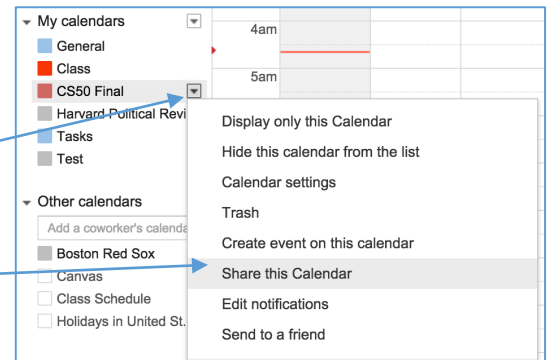 My calendars
General
Class
CS50 Final
Harvard Political Revi
Tasks
Test
Other calendars
Add a coworker's calenda
Boston Red Sox
Canvas
Class Schedule
Holidays in United St.
4am
5am
Display only this Calendar
Hide this calendar from the list
Calendar settings
Trash
Create event on this calendar
Share this Calendar
Edit notifications
Send to a friend